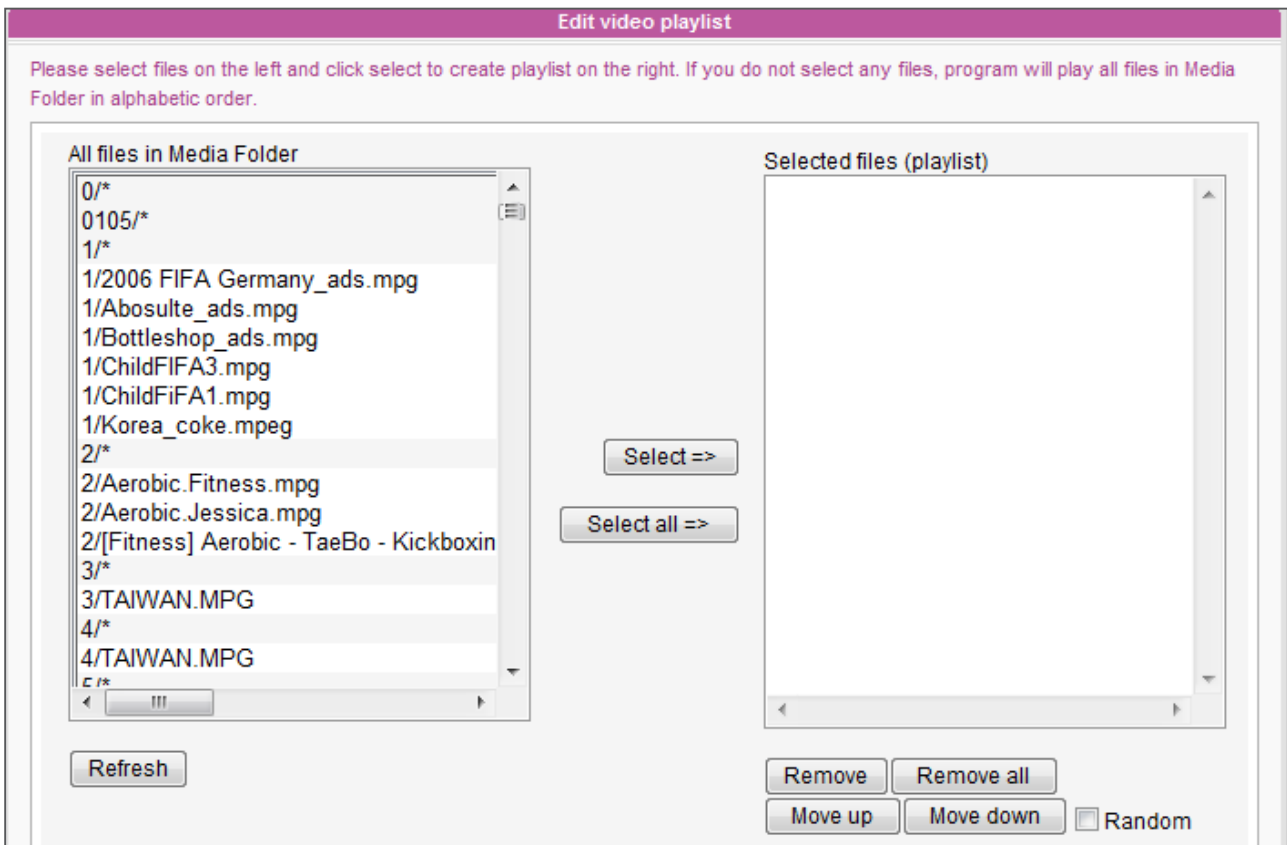 Edit video playlist
Please select files on the left and click select to create playlist on the right. If you do not select any files, program will play all files in Media
Folder in alphabetic order.
All files in Media Folder
0/*
0105/*
1/*
1/2006 FIFA Germany_ads.mpg
1/Abosulte_ads.mpg
1/Bottleshop_ads.mpg
1/ChildFIFA3.mpg
1/ChildFiFA1.mpg
1/Korea_coke.mpeg
2/*
2/Aerobic.Fitness.mpg
2/Aerobic.Jessica.mpg
2/[Fitness] Aerobic - TaeBo - Kickboxin
3/*
3/TAIWAN.MPG
4/*
4/TAIWAN.MPG
5/*
Refresh
Select =>
Select all =>
Selected files (playlist)
Remove Remove all
Move up Move down Random